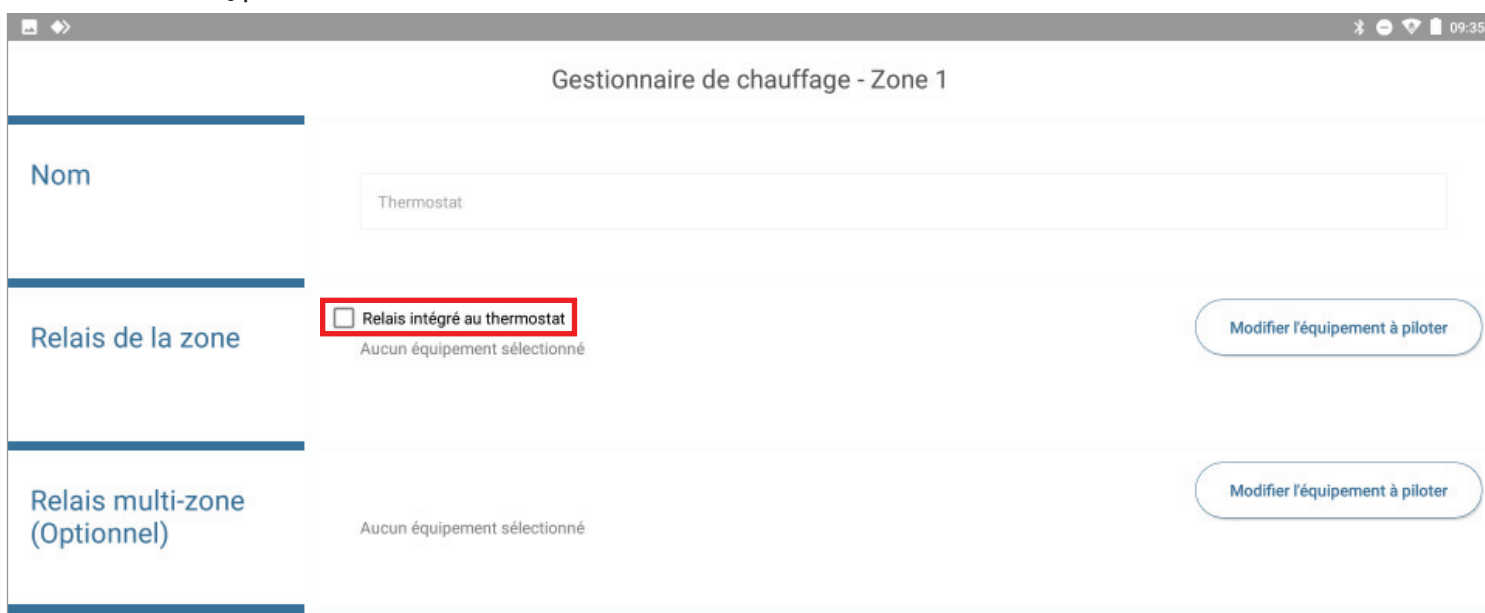 09:35
Gestionnaire de chauffage - Zone 1
Nom
Thermostat
Relais de la zone
Relais intégré au thermostat
Aucun équipement sélectionné
Modifier l'équipement à piloter
Relais multi-zone
(Optionnel)
Aucun équipement sélectionné
Modifier l'équipement à piloter